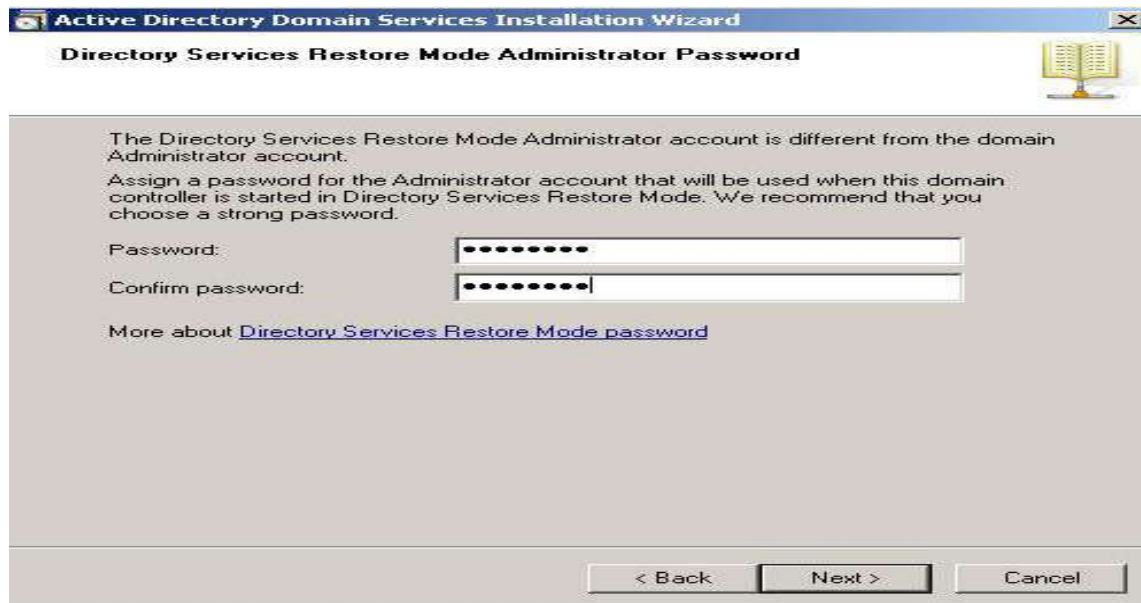 Active Directory Domain Services Installation Wizard
Directory Services Restore Mode Administrator Password
The Directory Services Restore Mode Administrator account is different from the domain
Administrator account.
Assign a password for the Administrator account that will be used when this domain
controller is started in Directory Services Restore Mode. We recommend that you
choose a strong password.
Password: ••••••••
Confirm password: ••••••••
More about Directory Services Restore Mode password
< Back Next > Cancel